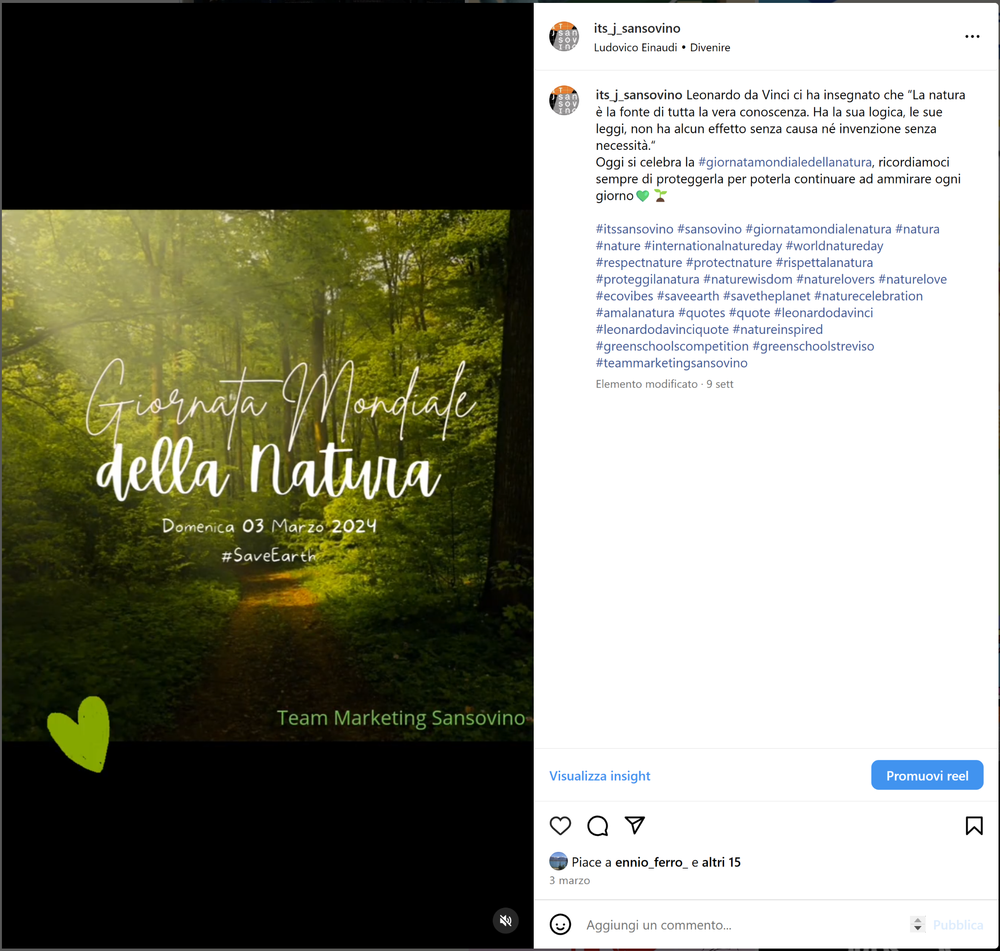 its_j_sansovino
Ludovico Einaudi • Divenire
its_j_sansovino Leonardo da Vinci ci ha insegnato che “La natura
è la fonte di tutta la vera conoscenza. Ha la sua logica, le sue
leggi, non ha alcun effetto senza causa né invenzione senza
necessità.“
Oggi si celebra la #giornatamondialedellanatura, ricordiamoci
sempre di proteggerla per poterla continuare ad ammirare ogni
giorno💚 🌱
#itssansovino #sansovino #giornatamondialenatura #natura
#nature #internationalnatureday #worldnatureday
#respectnature #protectnature #rispettalanatura
#proteggilanatura #naturewisdom #naturelovers #naturelove
#ecovibes #saveearth #savetheplanet #naturecelebration
#amalanatura #quotes #quote #leonardodavinci
#leonardodavinciquote #natureinspired
#greenschoolscompetition #greenschoolstreviso
#teammarketingsansovino
Elemento modificato · 9 sett
Giornata Mondiale
della Natura
Domenica 03 Marzo 2024
#SaveEarth
Team Marketing Sansovino
Visualizza insight
Promuovi reel
Piace a ennio_ferro_ e altri 15
3 marzo
Aggiungi un commento...
Pubblica